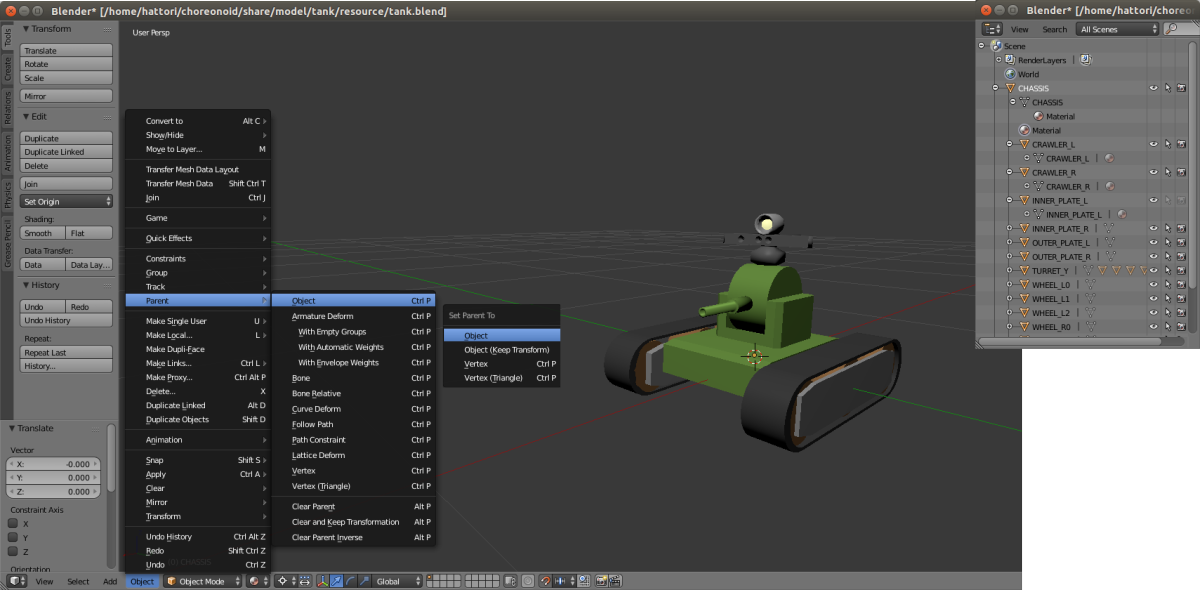 Blender* [/home/hattori/choreonoid/share/model/tank/resource/tank.blend]
Tools
Create
Relations
Animation
Physics
Grease Pencil
Transform
Translate
Rotate
Scale
Mirror
Edit
Duplicate
Duplicate Linked
Delete
Join
Set Origin
Shading:
Smooth Flat
Data Transfer:
Data Data Lay...
History
Undo Redo
Undo History
Repeat:
Repeat Last
History...
Translate
Vector
X: -0.000
Y: 0.000
Z: 0.000
Constraint Axis
X
Y
Z
Orientation
User Persp
Convert to Alt C
Show/Hide
Move to Layer... M
Transfer Mesh Data Layout
Transfer Mesh Data Shift Ctrl T
Join Ctrl J
Game
Quick Effects
Constraints
Group
Track
Parent
Make Single User U
Make Local... L
Make Dupli-Face
Make Links... Ctrl L
Make Proxy... Ctrl Alt P
Delete... X
Duplicate Linked Alt D
Duplicate Objects Shift D
Animation
Snap Shift S
Apply Ctrl A
Clear
Mirror
Transform
Undo History Ctrl Alt Z
Redo Shift Ctrl Z
Undo Ctrl Z
Object Ctrl P
Armature Deform Ctrl P
With Empty Groups Ctrl P
With Automatic Weights Ctrl P
With Envelope Weights Ctrl P
Bone Ctrl P
Bone Relative Ctrl P
Curve Deform Ctrl P
Follow Path Ctrl P
Path Constraint Ctrl P
Lattice Deform Ctrl P
Vertex Ctrl P
Vertex (Triangle) Ctrl P
Clear Parent Alt P
Clear and Keep Transformation Alt P
Clear Parent Inverse Alt P
Set Parent To
Object
Object (Keep Transform)
Vertex Ctrl P
Vertex (Triangle) Ctrl P
View Select Add Object Object Mode Global
Blender* [/home/hattori/choreo
View Search All Scenes
Scene
RenderLayers
World
CHASSIS
CHASSIS
Material
Material
CRAWLER_L
CRAWLER_L
CRAWLER_R
CRAWLER_R
INNER_PLATE_L
INNER_PLATE_L
INNER_PLATE_R
OUTER_PLATE_L
OUTER_PLATE_R
TURRET_Y
WHEEL_L0
WHEEL_L1
WHEEL_L2
WHEEL_R0